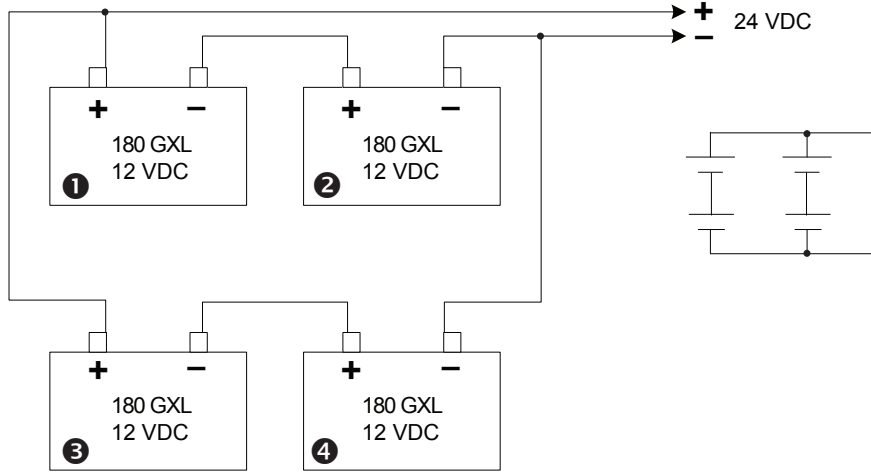 +
24 VDC
−
+ −
180 GXL
12 VDC
1
+ −
180 GXL
12 VDC
2
+ −
180 GXL
12 VDC
3
+ −
180 GXL
12 VDC
4